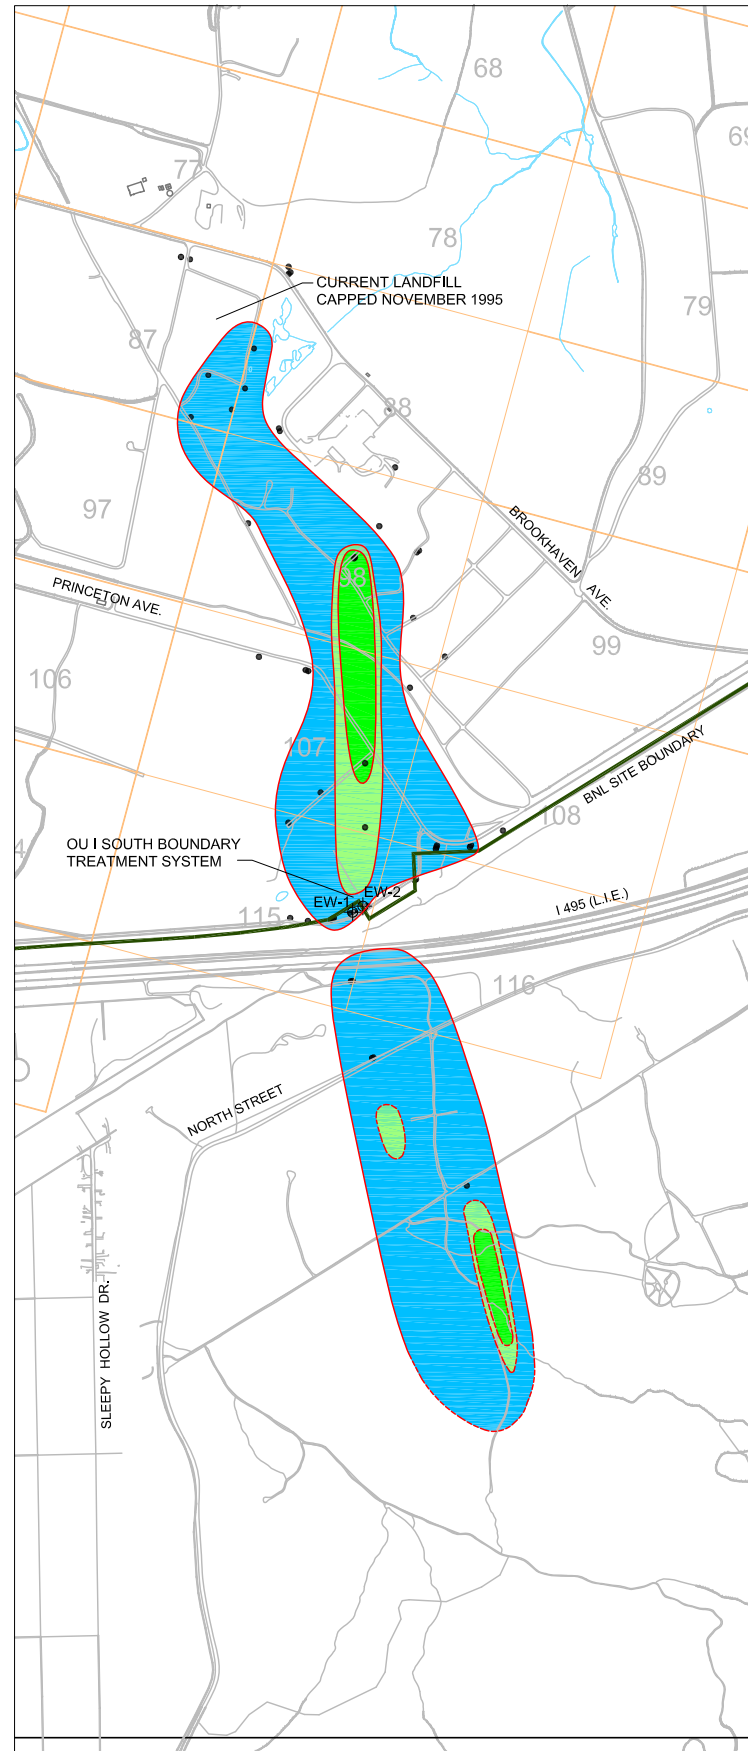 68
69
77
78
CURRENT LANDFILL
CAPPED NOVEMBER 1995
79
87
88
89
97
BROOKHAVEN AVE.
98
PRINCETON AVE.
99
106
107
BNL SITE BOUNDARY
108
OU I SOUTH BOUNDARY
TREATMENT SYSTEM
EW-1
EW-2
I 495 (L.I.E.)
115
116
NORTH STREET
SLEEPY HOLLOW DR.